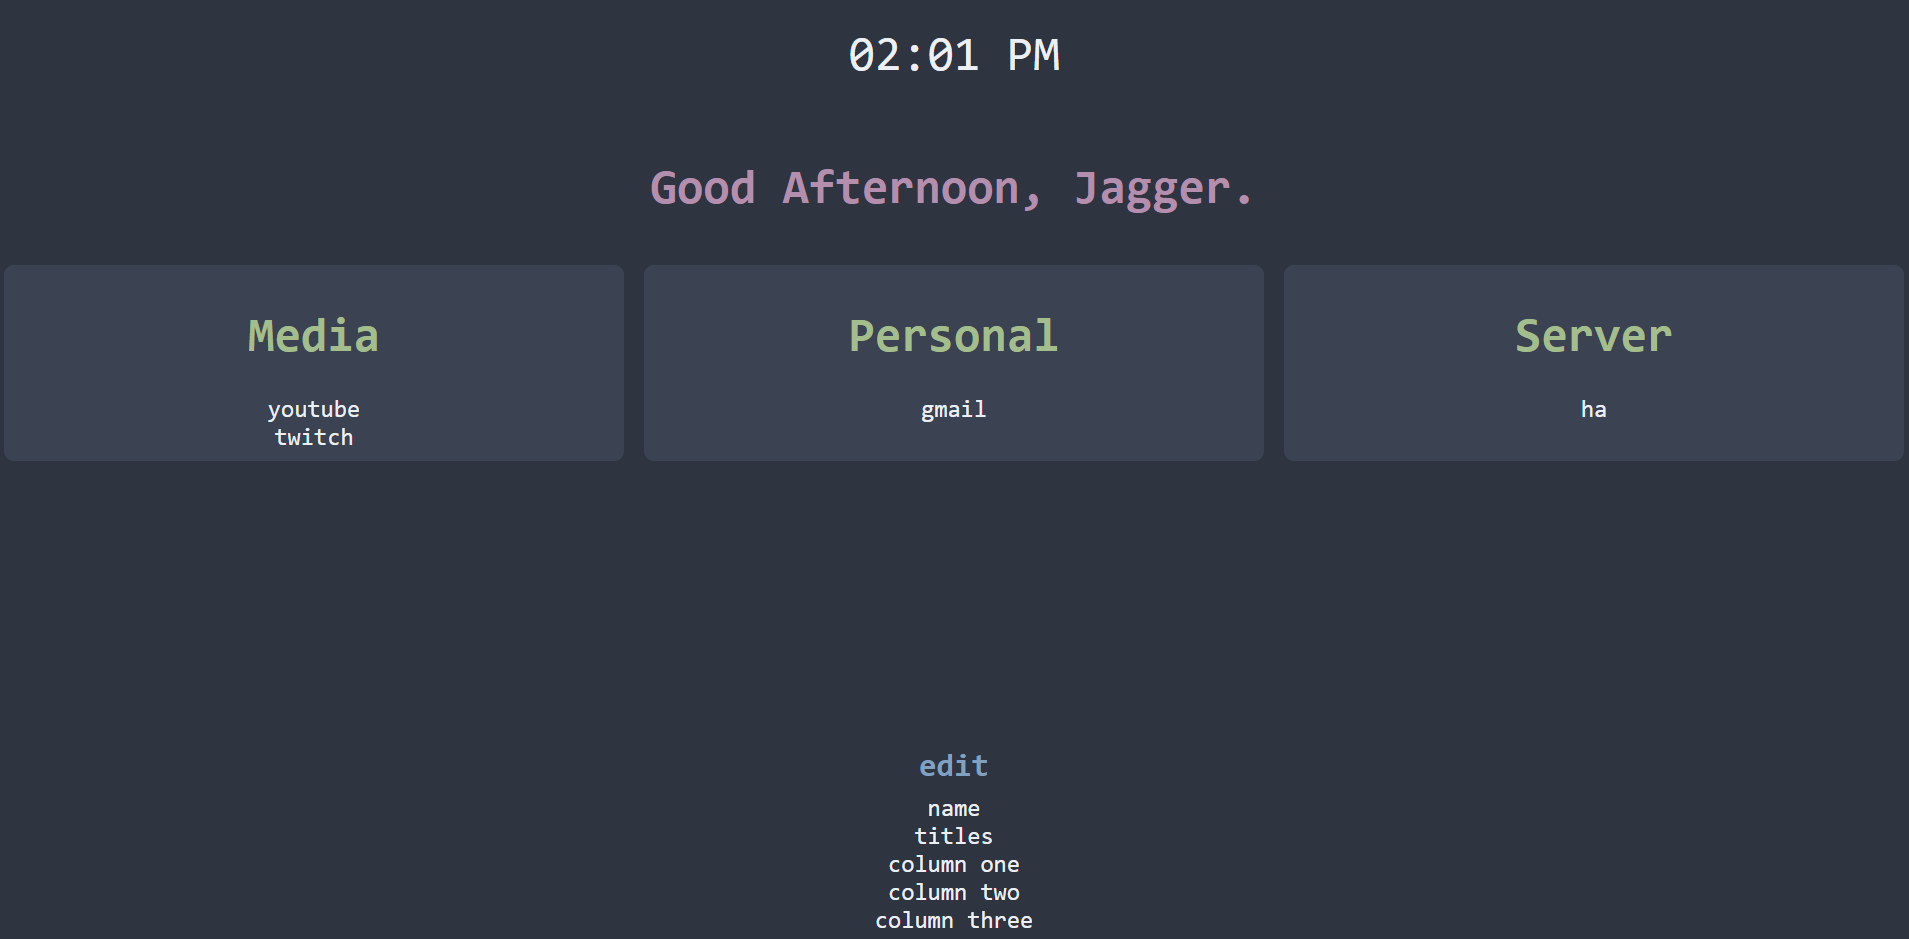 02:01 PM
Good Afternoon, Jagger.
Media
youtube
twitch
Personal
gmail
Server
ha
edit
name
titles
column one
column two
column three